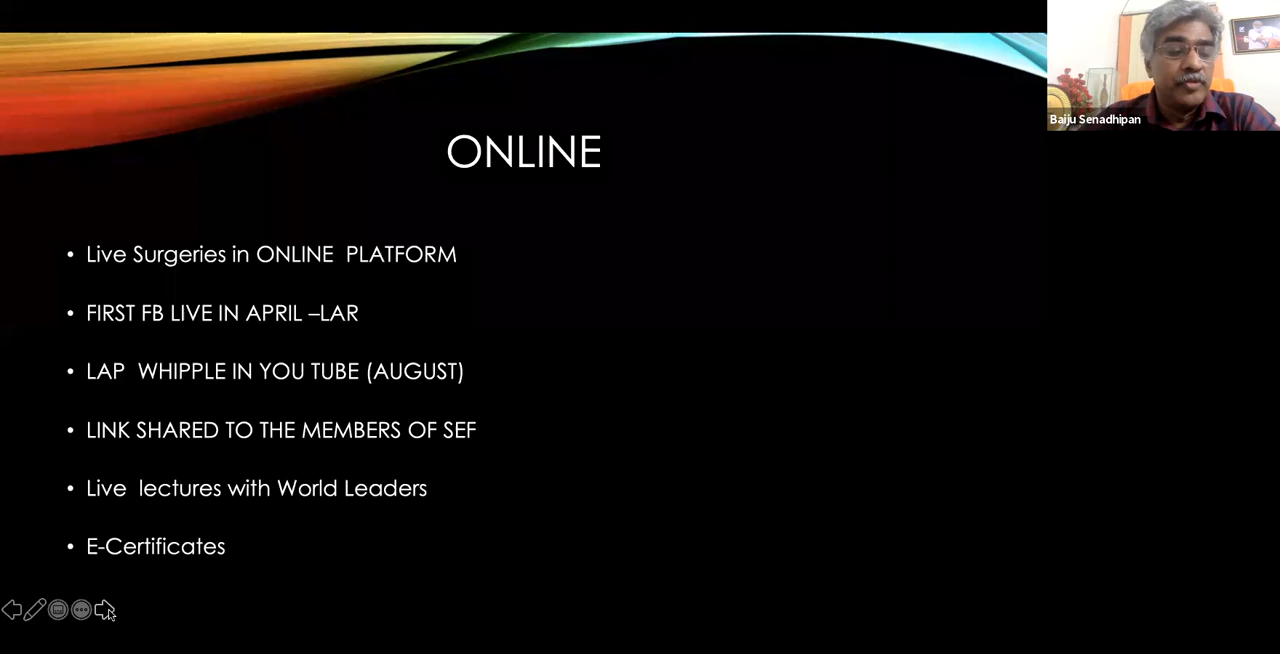 Baiju Senadhipan
ONLINE
• Live Surgeries in ONLINE  PLATFORM
• FIRST FB LIVE IN APRIL –LAR
• LAP  WHIPPLE IN YOU TUBE (AUGUST)
• LINK SHARED TO THE MEMBERS OF SEF
• Live  lectures with World Leaders
• E-Certificates